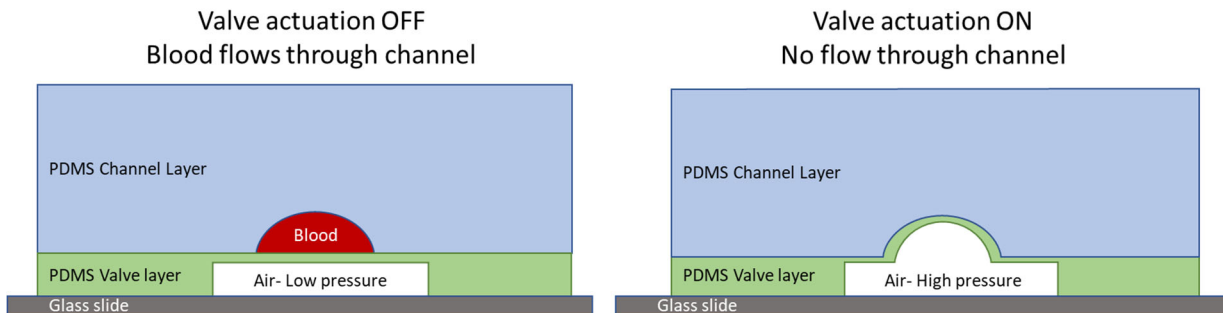 Valve actuation OFF
Blood flows through channel
PDMS Channel Layer
Blood
PDMS Valve layer
Air- Low pressure
Glass slide
Valve actuation ON
No flow through channel
PDMS Channel Layer
PDMS Valve layer
Air- High pressure
Glass slide